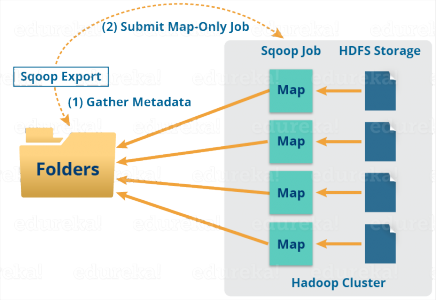 (2) Submit Map-Only Job
Sqoop Job
HDFS Storage
Sqoop Export
(1) Gather Metadata
Map
Folders
Map
Map
Map
Hadoop Cluster